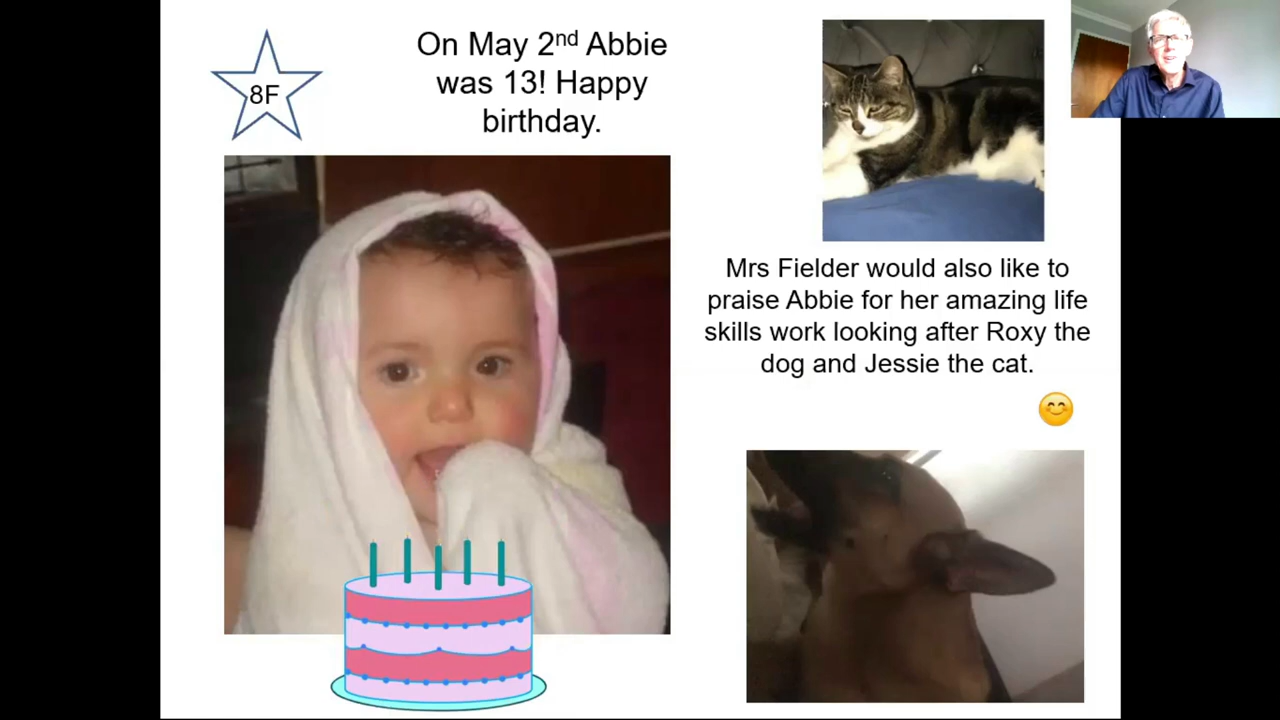 8F
On May 2nd Abbie
was 13! Happy
birthday.
Mrs Fielder would also like to
praise Abbie for her amazing life
skills work looking after Roxy the
dog and Jessie the cat.